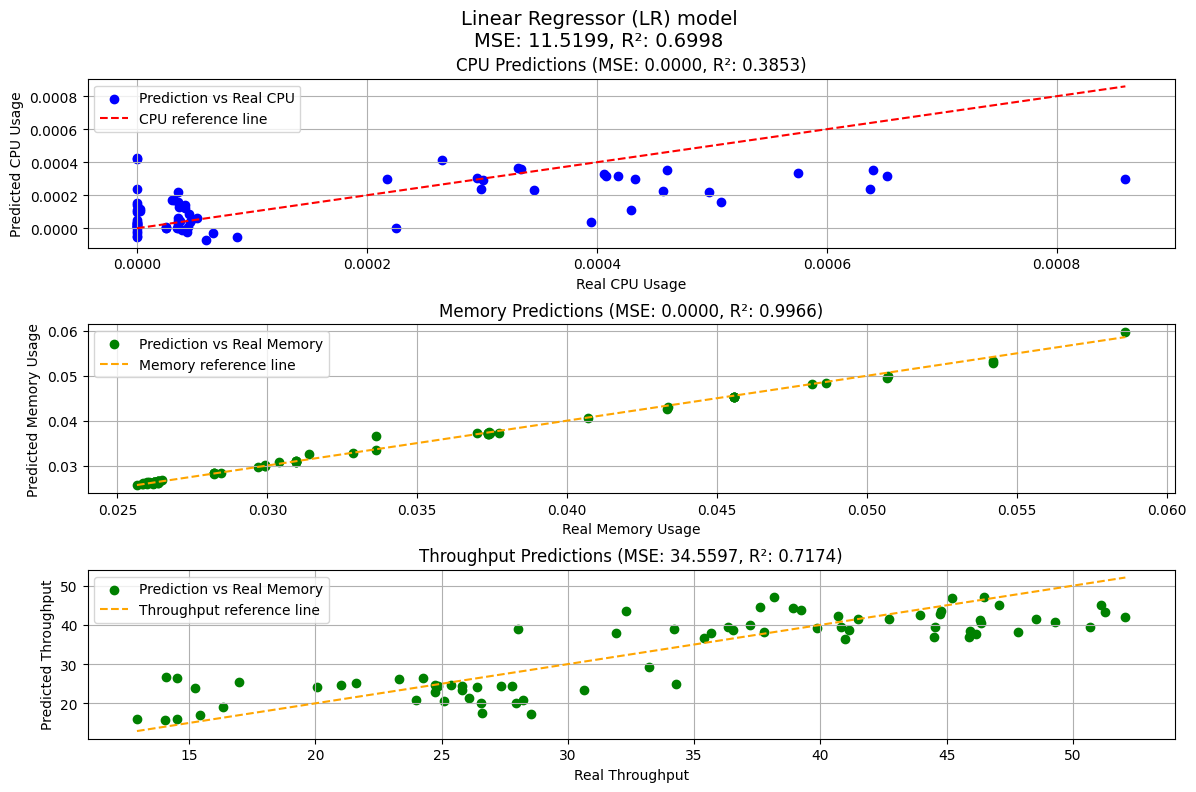 Linear Regressor (LR) model
MSE: 11.5199, R²: 0.6998
CPU Predictions (MSE: 0.0000, R²: 0.3853)
Predicted CPU Usage
0.0008
0.0006
0.0004
0.0002
0.0000
Prediction vs Real CPU
CPU reference line
0.0000 0.0002 0.0004 0.0006 0.0008
Real CPU Usage
Memory Predictions (MSE: 0.0000, R²: 0.9966)
Predicted Memory Usage
0.06
0.05
0.04
0.03
Prediction vs Real Memory
Memory reference line
0.025 0.030 0.035 0.040 0.045 0.050 0.055 0.060
Real Memory Usage
Throughput Predictions (MSE: 34.5597, R²: 0.7174)
Predicted Throughput
50
40
30
20
Prediction vs Real Memory
Throughput reference line
15 20 25 30 35 40 45 50
Real Throughput